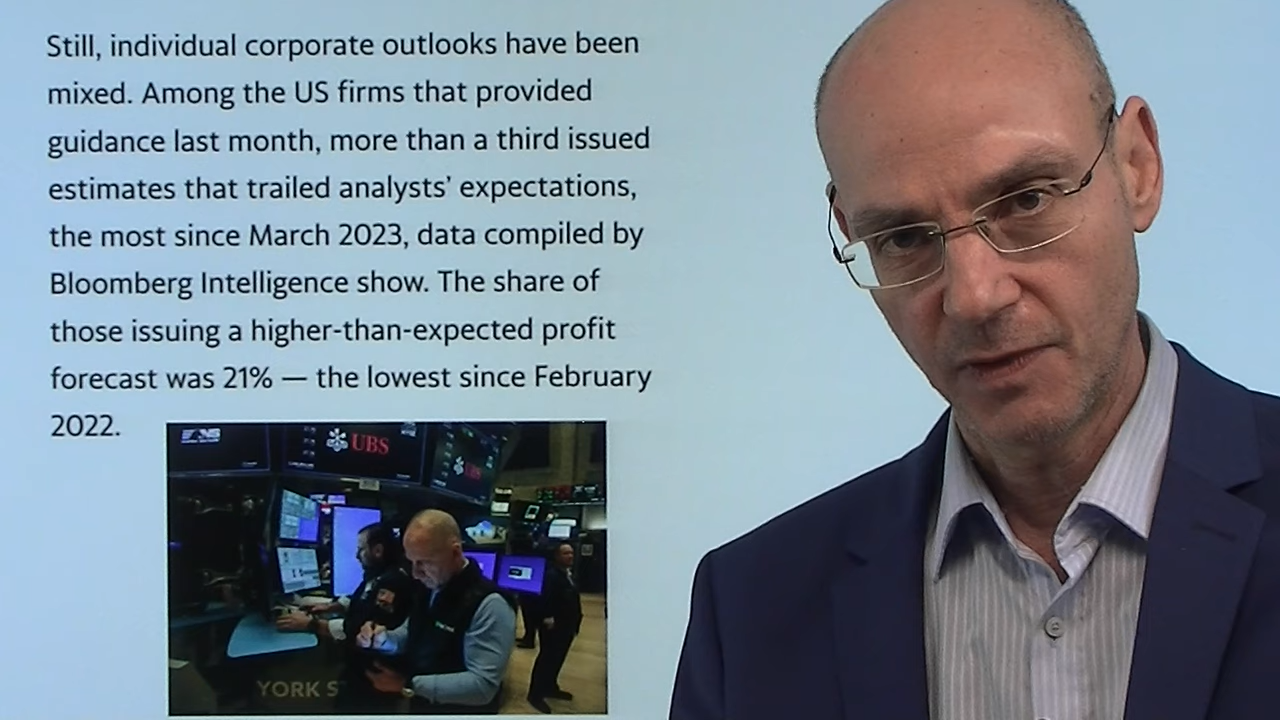 Still, individual corporate outlooks have been
mixed. Among the US firms that provided
guidance last month, more than a third issued
estimates that trailed analysts’ expectations,
the most since March 2023, data compiled by
Bloomberg Intelligence show. The share of
those issuing a higher-than-expected profit
forecast was 21% — the lowest since February
2022.
UBS
UBS
YORK S